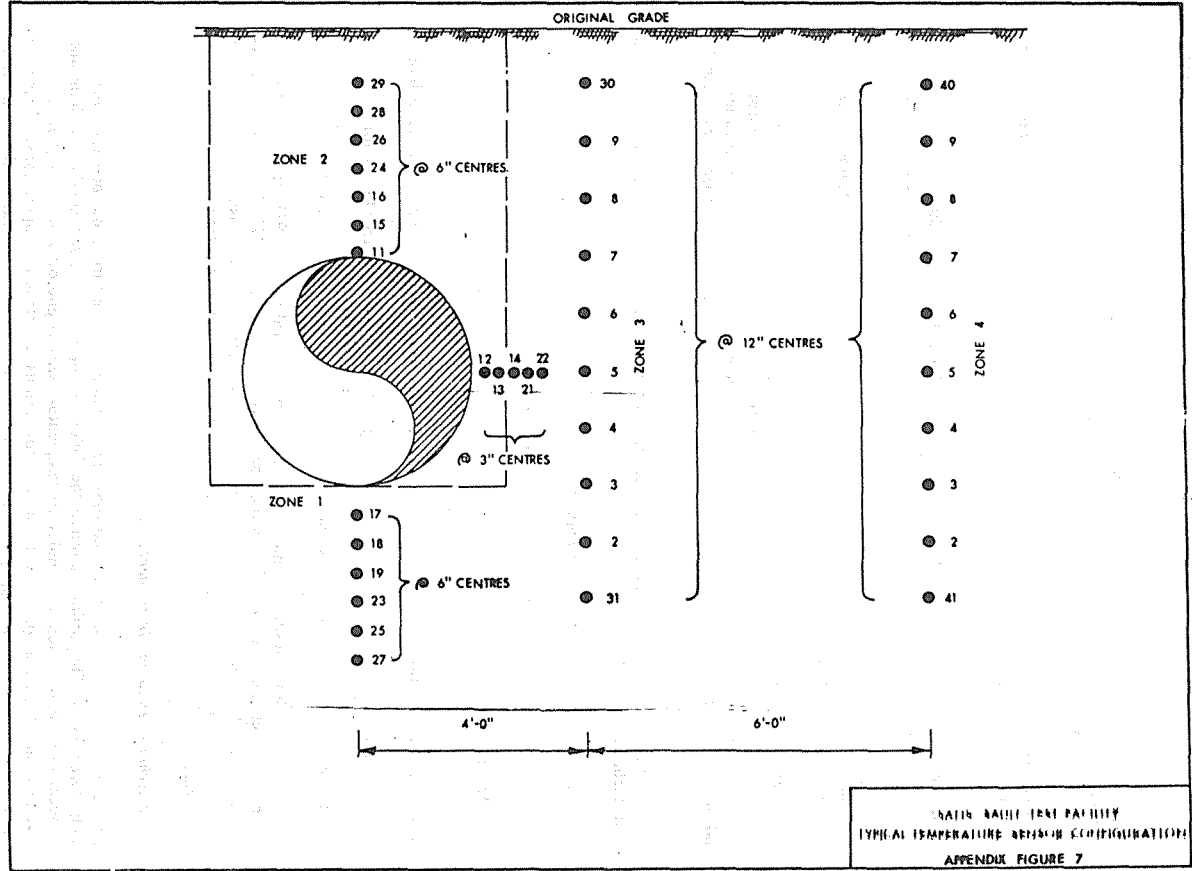 ORIGINAL GRADE
29
28
26
ZONE 2
24
@ 6" CENTRES
16
15
11
30
9
8
7
6
5
4
3
2
31
ZONE 3
@ 12" CENTRES
40
9
8
7
6
5
4
3
2
41
ZONE 4
12 14 22
13 21
@ 3" CENTRES
ZONE 1
17
18
19
23
25
27
@ 6" CENTRES
4'-0"
6'-0"
TEST FACILITY
TYPICAL TEMPERATURE SENSOR CONFIGURATION
APPENDIX FIGURE 7